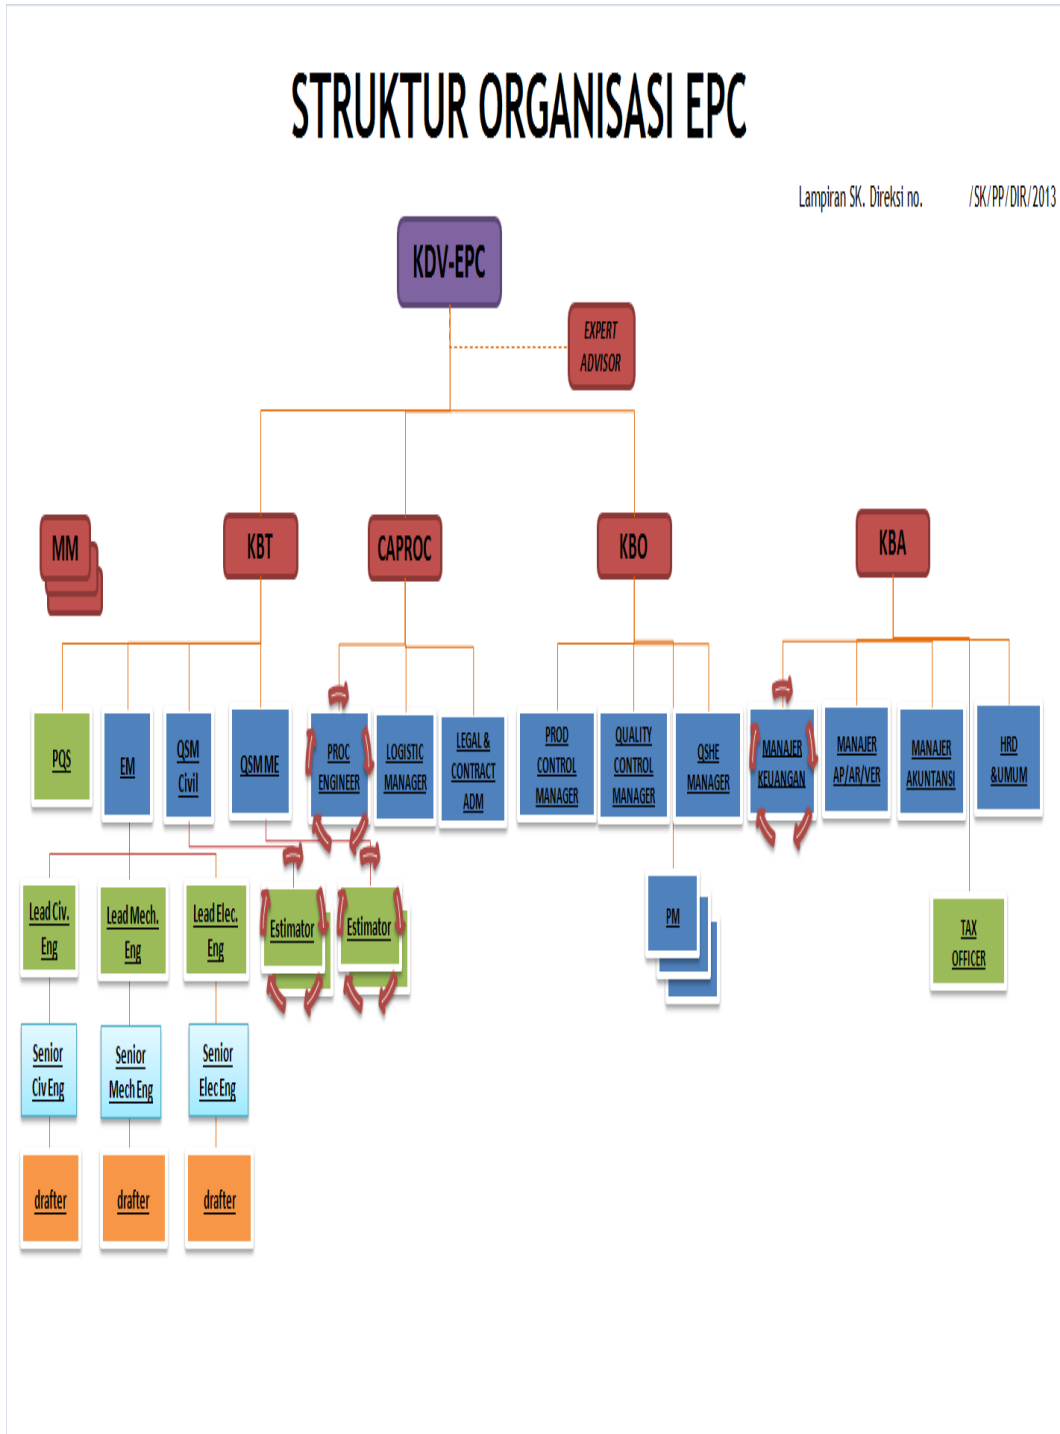 STRUKTUR ORGANISASI EPC
Lampiran SK. Direksi no. /SK/PP/DIR/2013
KDV-EPC
EXPERT
ADVISOR
MM
KBT
CAPROC
KBO
KBA
PQS
EM
QSM
Civil
QSM ME
PROC
ENGINEER
LOGISTIC
MANAGER
LEGAL &
CONTRACT
ADM
PROD
CONTROL
MANAGER
QUALITY
CONTROL
MANAGER
QSHE
MANAGER
MANAJER
KEUANGAN
MANAJER
AP/AR/VER
MANAJER
AKUNTANSI
HRD
&UMUM
Lead Civ.
Eng
Lead Mech.
Eng
Lead Elec.
Eng
Estimator
Estimator
PM
TAX
OFFICER
Senior
Civ Eng
Senior
Mech Eng
Senior
Elec Eng
drafter
drafter
drafter